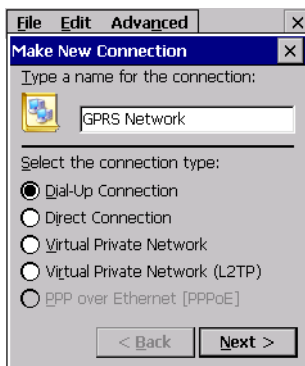 File Edit Advanced ×
Make New Connection ×
Type a name for the connection:
GPRS Network
Select the connection type:
Dial-Up Connection
Direct Connection
Virtual Private Network
Virtual Private Network (L2TP)
PPP over Ethernet [PPPoE]
< Back Next >